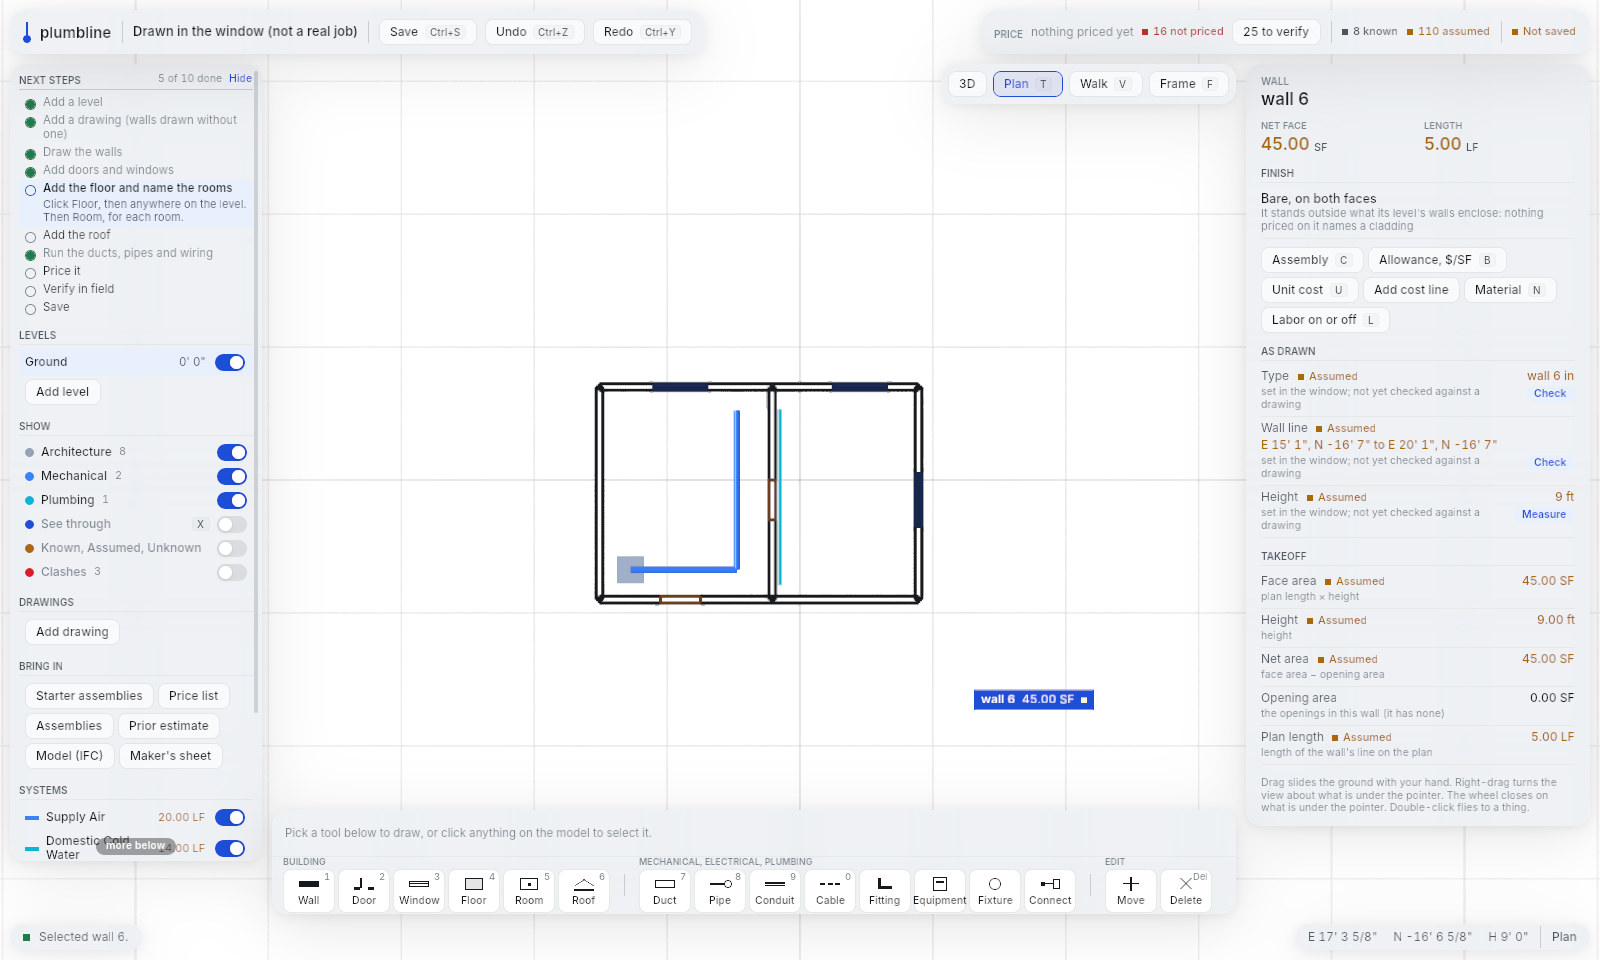 plumbline
Drawn in the window (not a real job)
Save Ctrl+S
Undo Ctrl+Z
Redo Ctrl+Y
PRICE nothing priced yet 16 not priced
25 to verify
8 known
110 assumed
Not saved
3D
Plan T
Walk V
Frame F
NEXT STEPS 5 of 10 done Hide
Add a level
Add a drawing (walls drawn without
one)
Draw the walls
Add doors and windows
Add the floor and name the rooms
Click Floor, then anywhere on the level.
Then Room, for each room.
Add the roof
Run the ducts, pipes and wiring
Price it
Verify in field
Save
LEVELS
Ground 0' 0"
Add level
SHOW
Architecture 8
Mechanical 2
Plumbing 1
See through X
Known, Assumed, Unknown
Clashes 3
DRAWINGS
Add drawing
BRING IN
Starter assemblies Price list
Assemblies Prior estimate
Model (IFC) Maker's sheet
SYSTEMS
Supply Air 20.00 LF
Domestic Cold
Water 14.00 LF
more below
Selected wall 6.
wall 6 45.00 SF
Pick a tool below to draw, or click anything on the model to select it.
BUILDING
Wall 1
Door 2
Window 3
Floor 4
Room 5
Roof 6
MECHANICAL, ELECTRICAL, PLUMBING
Duct 7
Pipe 8
Conduit 9
Cable 0
Fitting
Equipment
Fixture
Connect
EDIT
Move
Delete Del
WALL
wall 6
NET FACE LENGTH
45.00 SF 5.00 LF
FINISH
Bare, on both faces
It stands outside what its level's walls enclose: nothing
priced on it names a cladding
Assembly C
Allowance, $/SF B
Unit cost U
Add cost line
Material N
Labor on or off L
AS DRAWN
Type Assumed wall 6 in
set in the window; not yet checked against a
drawing
Check
Wall line Assumed
E 15' 1", N -16' 7" to E 20' 1", N -16' 7"
set in the window; not yet checked against a
drawing
Check
Height Assumed 9 ft
set in the window; not yet checked against a
drawing
Measure
TAKEOFF
Face area Assumed 45.00 SF
plan length × height
Height Assumed 9.00 ft
height
Net area Assumed 45.00 SF
face area − opening area
Opening area 0.00 SF
the openings in this wall (it has none)
Plan length Assumed 5.00 LF
length of the wall's line on the plan
Drag slides the ground with your hand. Right-drag turns the
view about what is under the pointer. The wheel closes on
what is under the pointer. Double-click flies to a thing.
E 17' 3 5/8" N -16' 6 5/8" H 9' 0" Plan